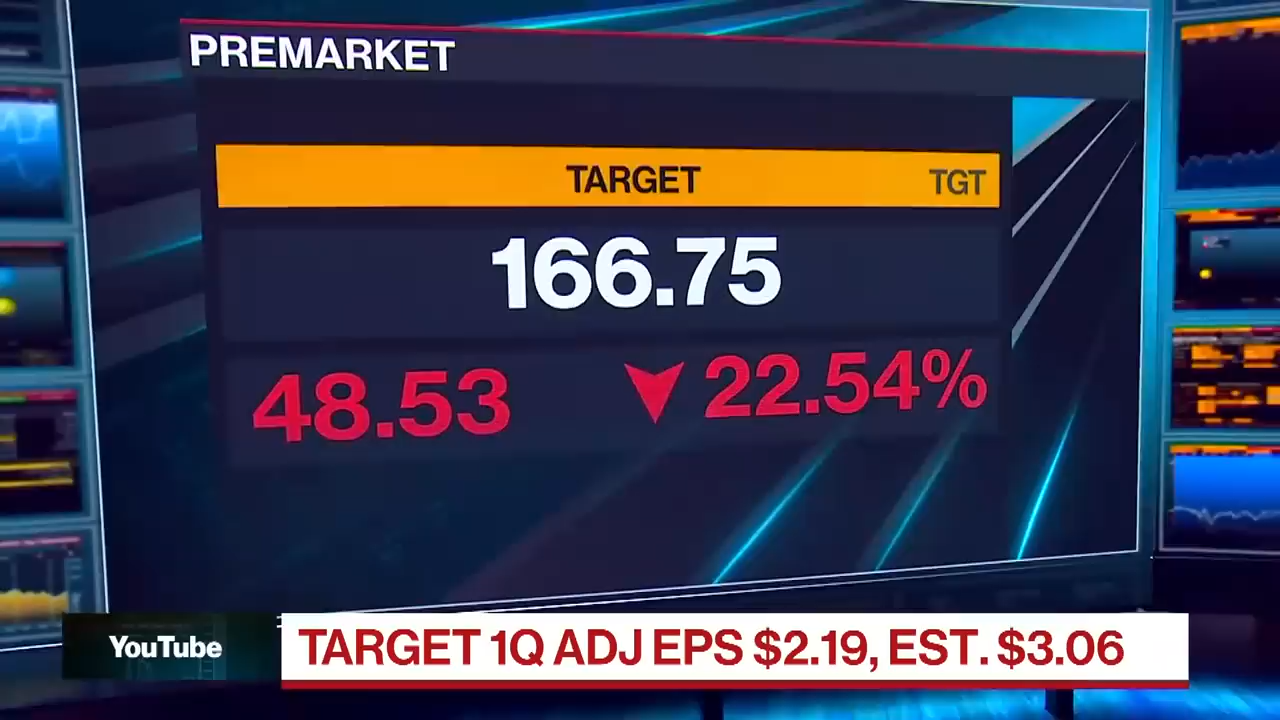 PREMARKET
TARGET TGT
166.75
48.53 22.54%
YouTube
TARGET 1Q ADJ EPS $2.19, EST. $3.06